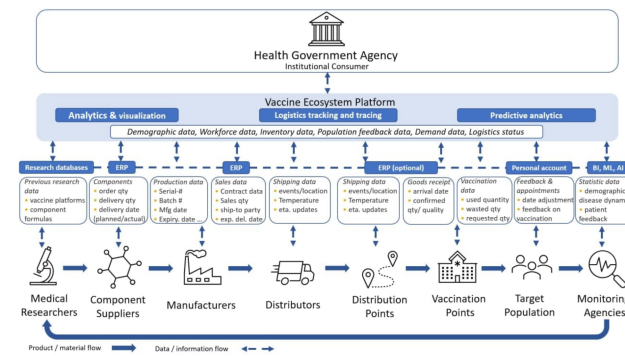 Health Government Agency
Institutional Consumer
Vaccine Ecosystem Platform
Analytics & visualization
Logistics tracking and tracing
Predictive analytics
Demographic data, Workforce data, Inventory data, Population feedback data, Demand data, Logistics status
Research databases
ERP
ERP
ERP (optional)
Personal account
BI, ML, AI
Previous research
data
• vaccine platforms
• component
formulas
Components
• order qty
• delivery qty
• delivery date
(planned/actual)
Production data
• Serial-#
• Batch #
• Mfg date
• Expiry. date ...
Sales data
• Contract data
• Sales qty
• ship-to party
• exp. del. date
Shipping data
• events/location
• Temperature
• eta. updates
Shipping data
• events/location
• Temperature
• eta. updates
Goods receipt
• arrival date
• confirmed
qty/ quality
Vaccination
data
• used quantity
• wasted qty
• requested qty
Feedback &
appointments
• date adjustment
• feedback on
vaccination
Statistic data
• demographic
disease dynam
• patient
feedback
Medical
Researchers
Component
Suppliers
Manufacturers
Distributors
Distribution
Points
Vaccination
Points
Target
Population
Monitoring
Agencies
Product / material flow
Data / information flow